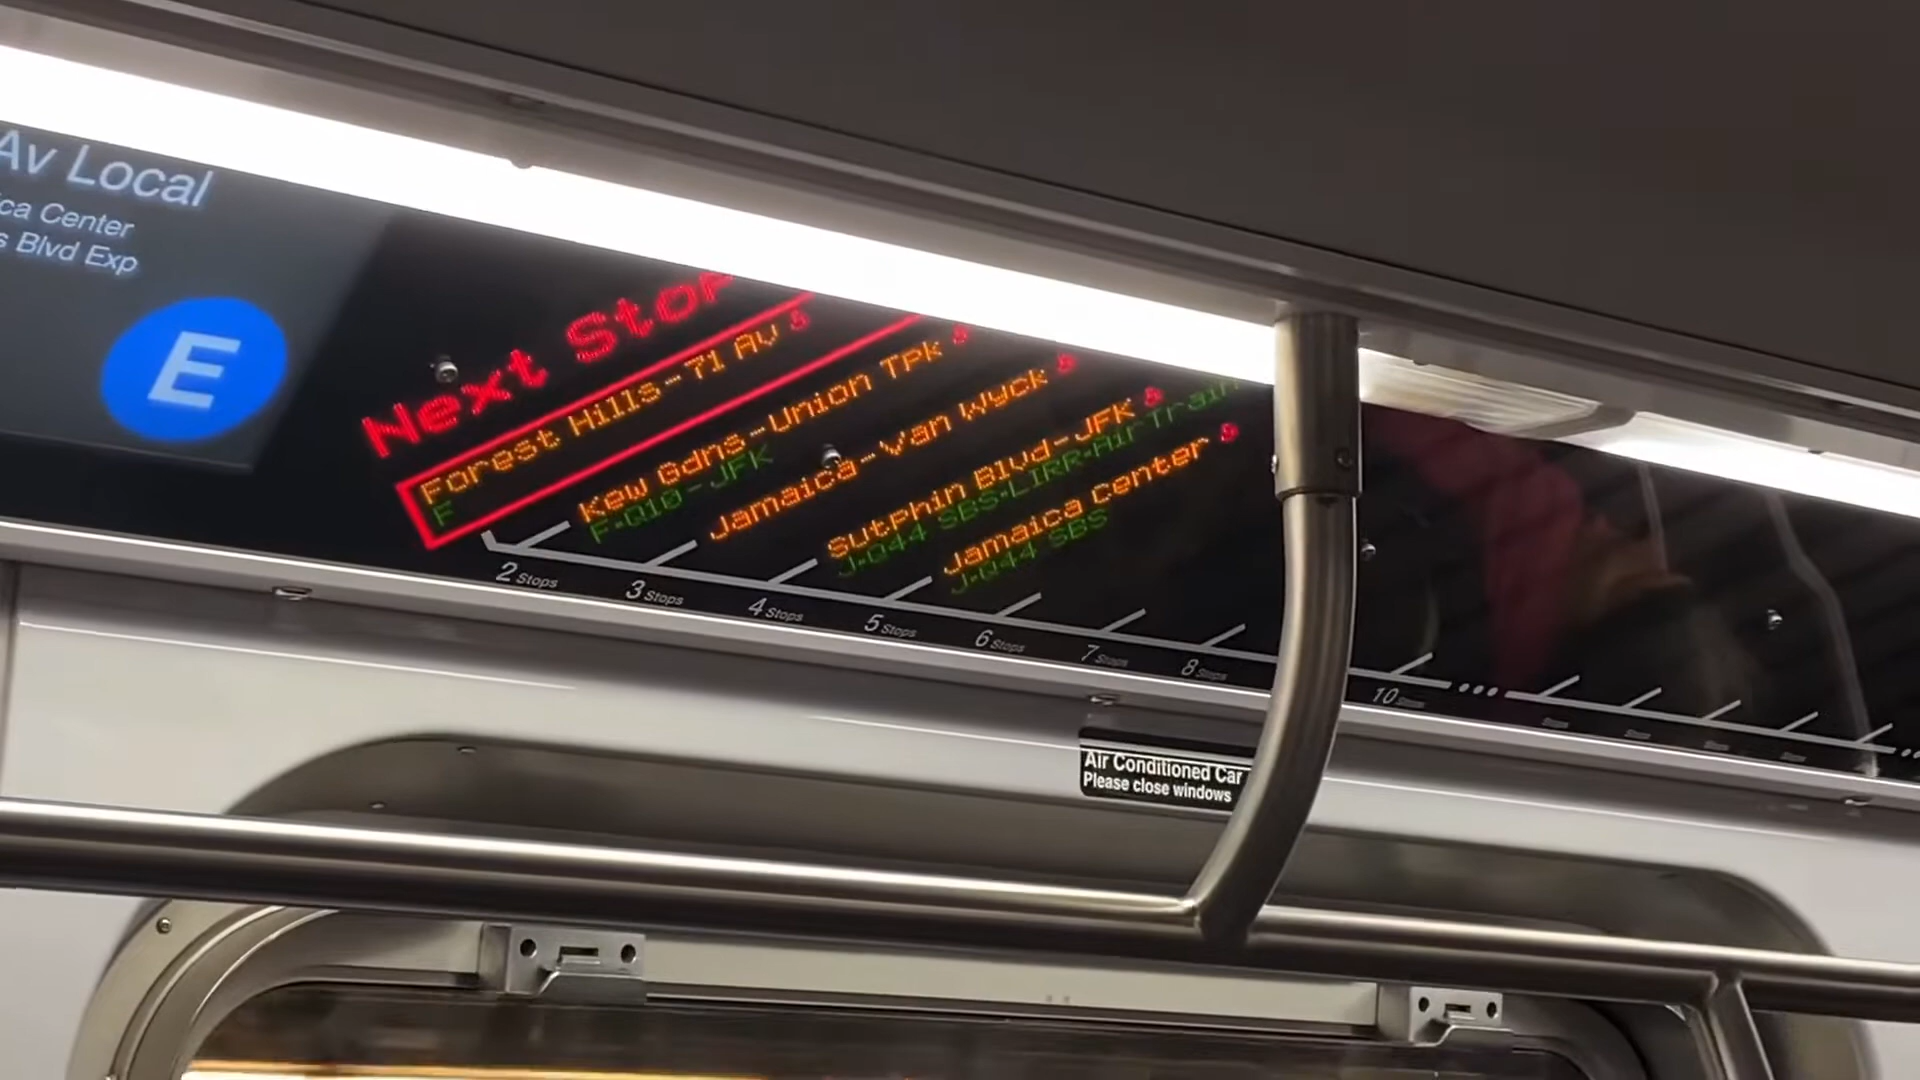 Av Local
ca Center
s Blvd Exp
E
Next Stop
Forest Hills-71 Av
F
Kew Gdns-Union Tpk
F•Q10-JFK
Jamaica-Van Wyck
Sutphin Blvd-JFK
J•Q44 SBS•LIRR•AirTrain
Jamaica center
J•Q44 SBS
2 Stops
3 Stops
4 Stops
5 Stops
6 Stops
7 Stops
8 Stops
10
Air Conditioned Car
Please close windows